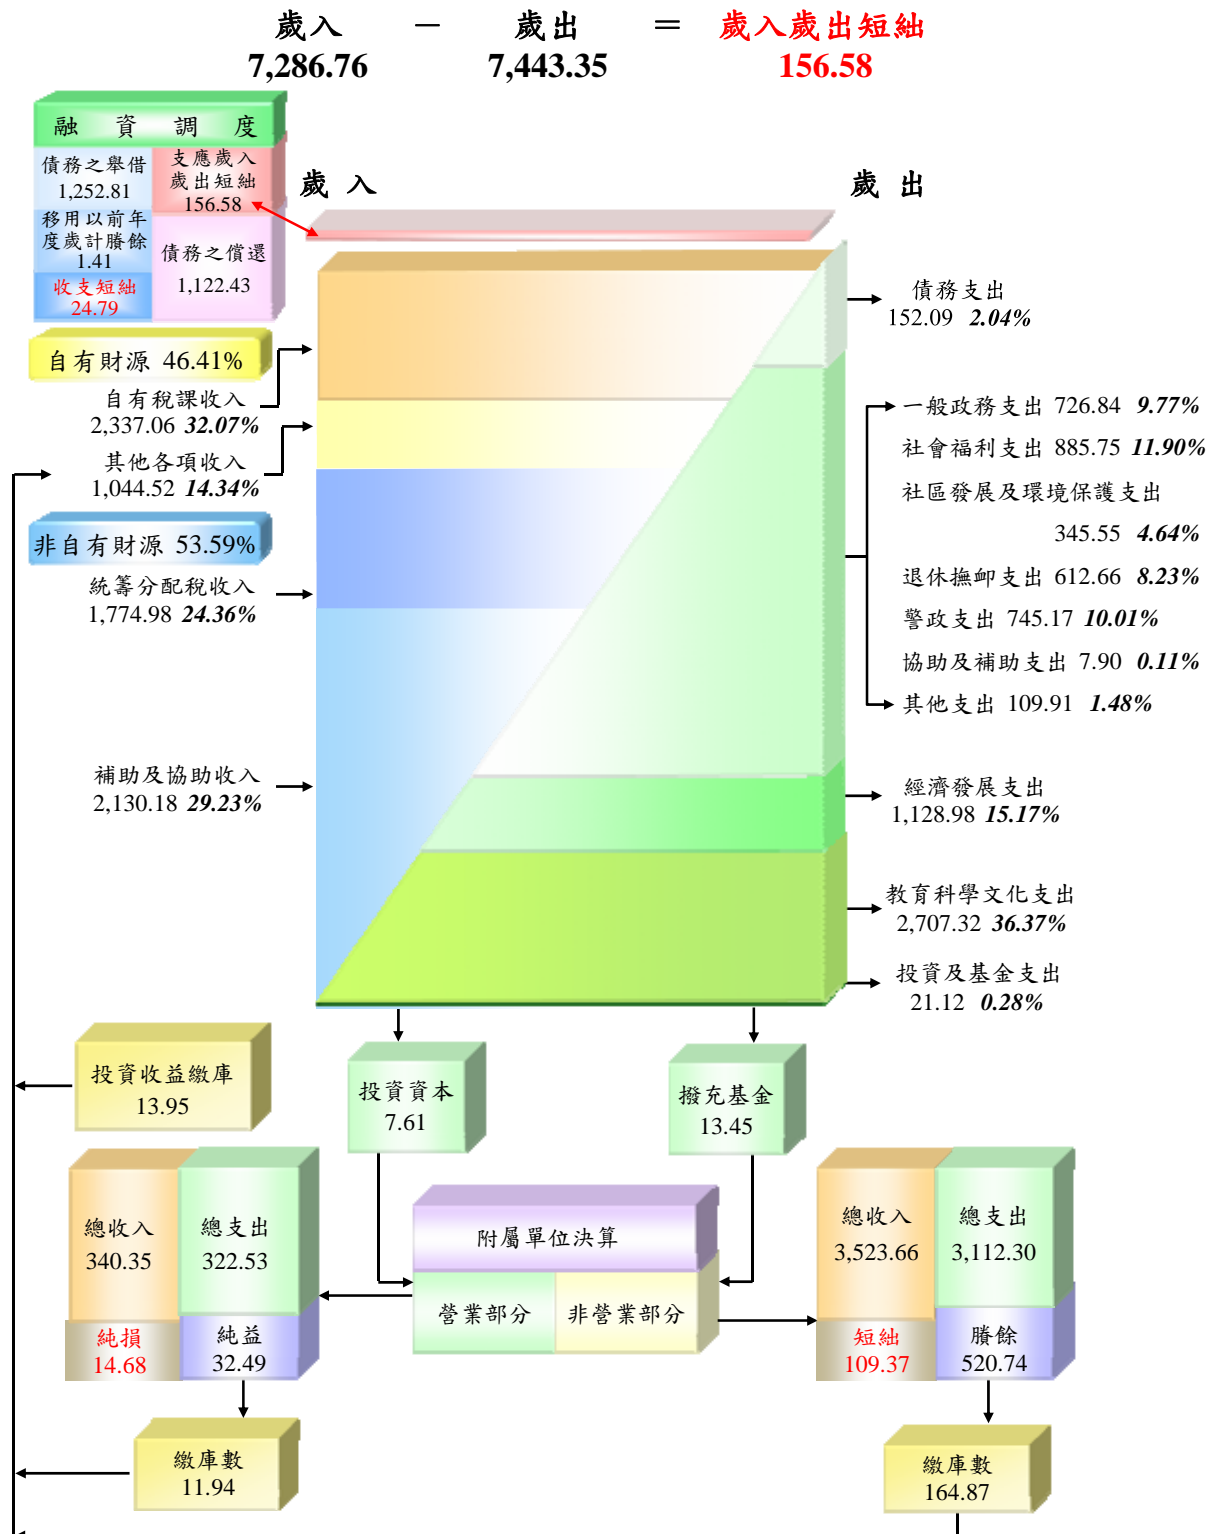 歲入 － 歲出 ＝ 歲入歲出短絀
7,286.76 7,443.35 156.58
融資調度
債務之舉借
1,252.81
支應歲入
歲出短絀
156.58
移用以前年
度歲計賸餘
1.41
債務之償還
1,122.43
收支短絀
24.79
歲入
歲出
自有財源 46.41%
自有稅課收入
2,337.06 32.07%
其他各項收入
1,044.52 14.34%
非自有財源 53.59%
統籌分配稅收入
1,774.98 24.36%
補助及協助收入
2,130.18 29.23%
債務支出
152.09 2.04%
一般政務支出 726.84 9.77%
社會福利支出 885.75 11.90%
社區發展及環境保護支出
345.55 4.64%
退休撫卹支出 612.66 8.23%
警政支出 745.17 10.01%
協助及補助支出 7.90 0.11%
其他支出 109.91 1.48%
經濟發展支出
1,128.98 15.17%
教育科學文化支出
2,707.32 36.37%
投資及基金支出
21.12 0.28%
投資收益繳庫
13.95
投資資本
7.61
撥充基金
13.45
總收入
340.35
總支出
322.53
純損
14.68
純益
32.49
附屬單位決算
營業部分
非營業部分
總收入
3,523.66
總支出
3,112.30
短絀
109.37
賸餘
520.74
繳庫數
11.94
繳庫數
164.87